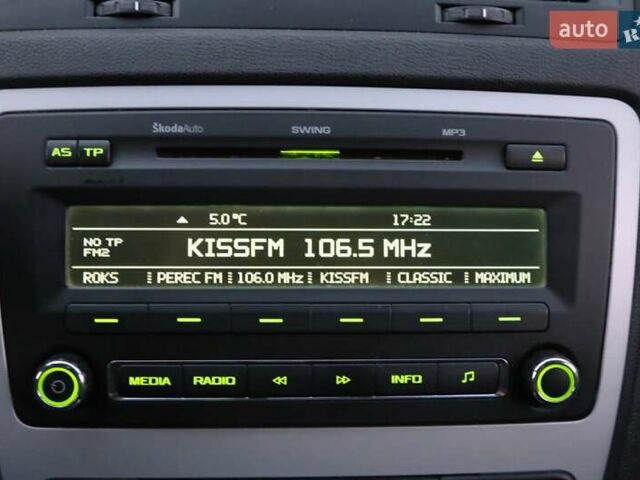 auto R
ŠkodaAuto SWING MP3
AS TP
5.0°C 17:22
NO TP
FM2
KISSFM 106.5 MHz
ROKS PEREC FM 106.0 MHz KISSFM CLASSIC MAXIMUM
MEDIA RADIO INFO